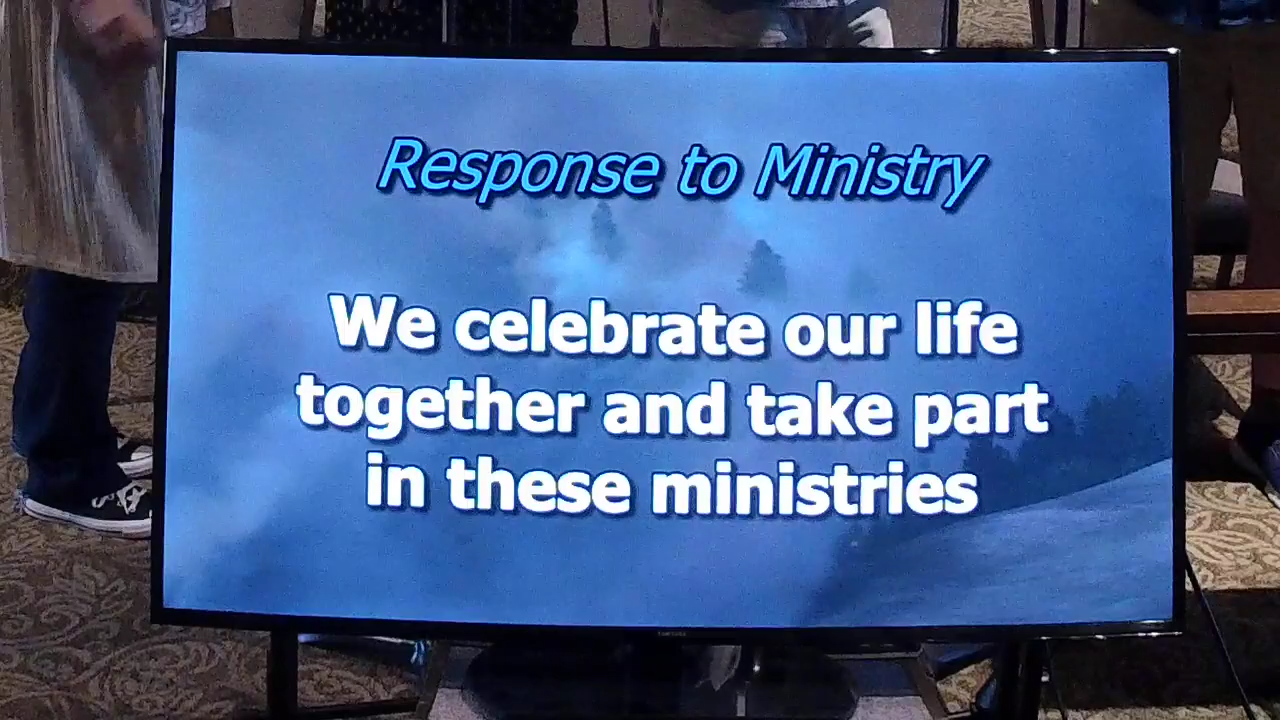 Response to Ministry
We celebrate our life
together and take part
in these ministries